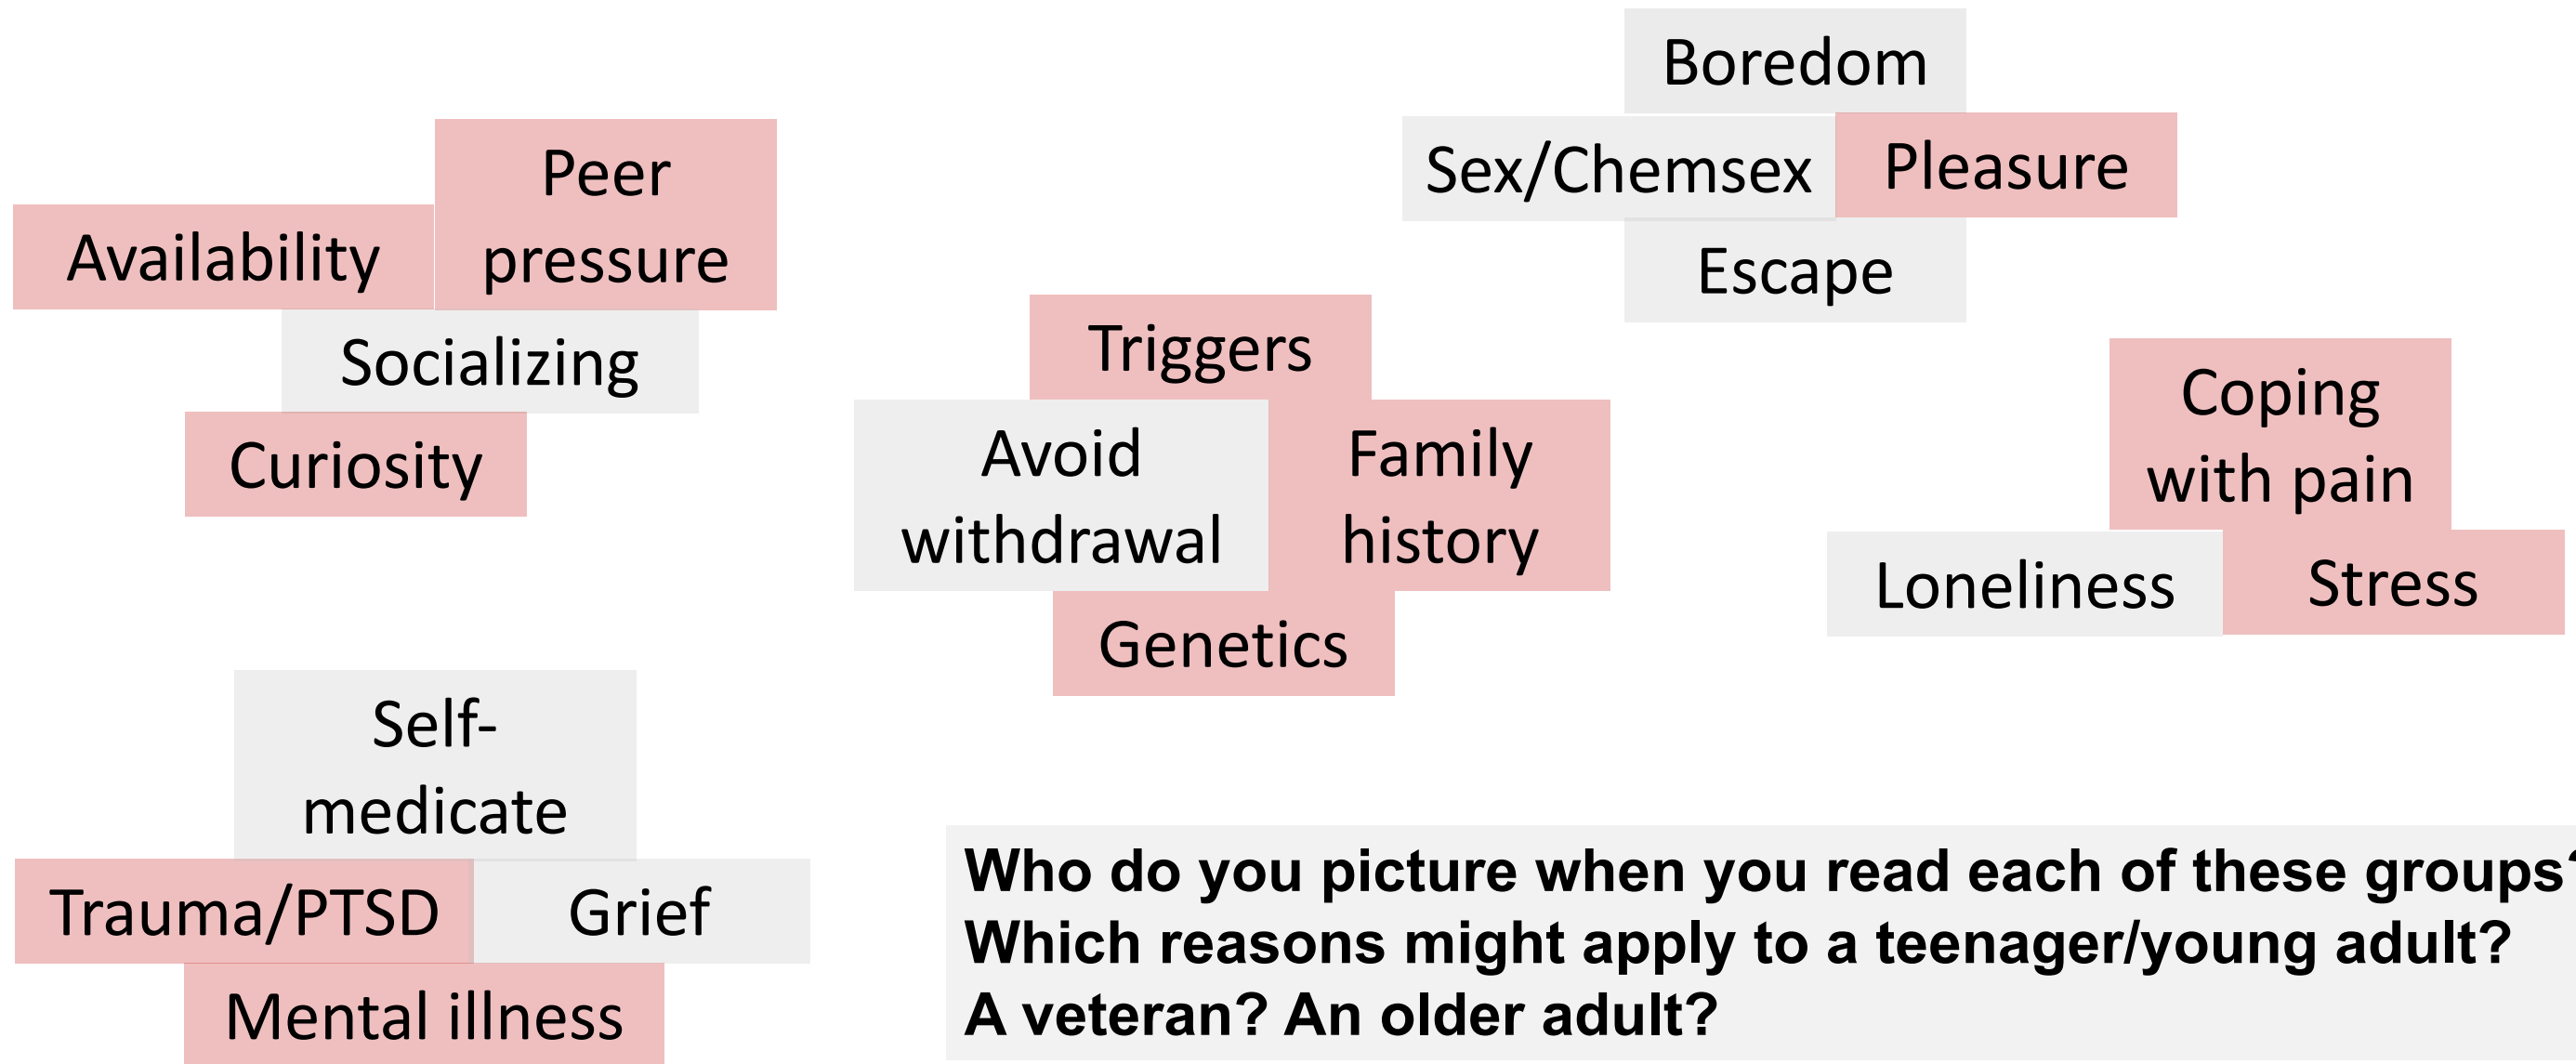 Availability
Peer
pressure
Socializing
Curiosity
Boredom
Sex/Chemsex
Pleasure
Escape
Triggers
Avoid
withdrawal
Family
history
Genetics
Coping
with pain
Loneliness
Stress
Self-
medicate
Trauma/PTSD
Grief
Mental illness
Who do you picture when you read each of these groups?
Which reasons might apply to a teenager/young adult?
A veteran? An older adult?